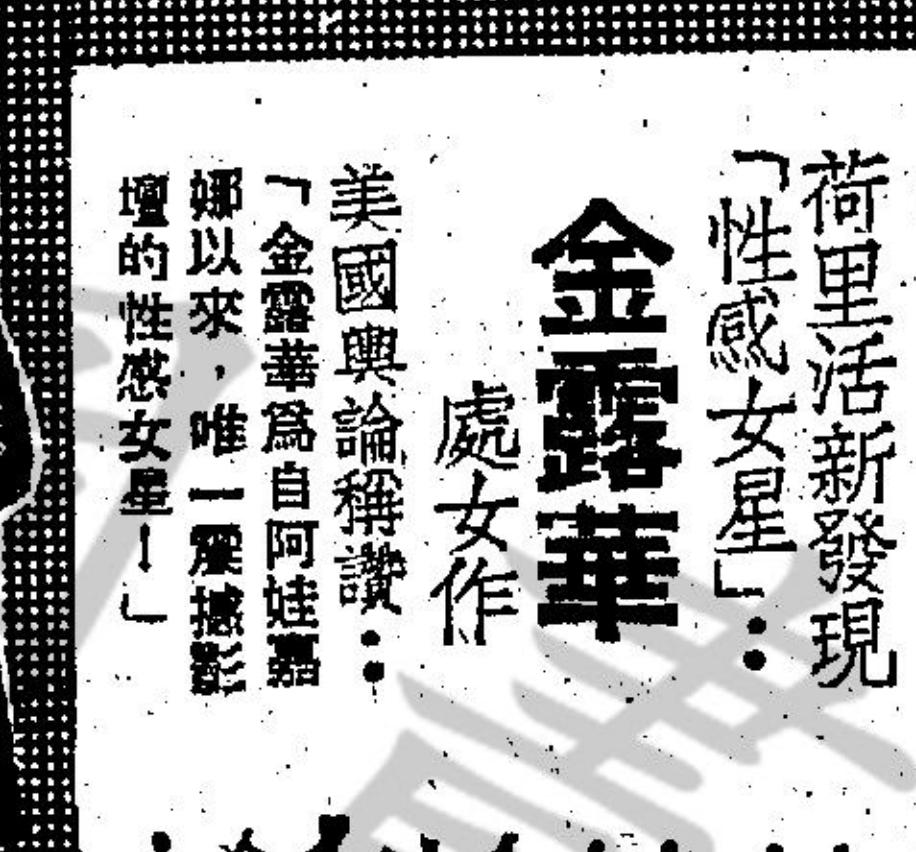 荷里活新發現
「性感女星」：
金露華
處女作
美國輿論稱讚：
「金露華爲自阿娃嘉
娜以來，唯一震撼影
壇的性感女星！」